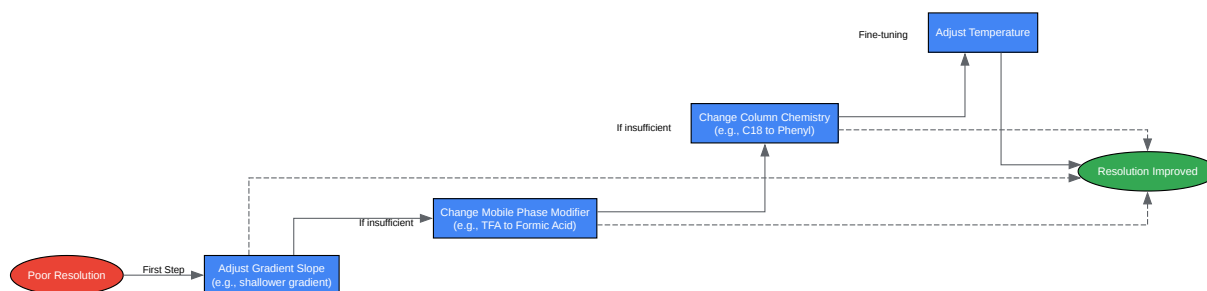 Poor Resolution
First Step
Adjust Gradient Slope
(e.g., shallower gradient)
If insufficient
Change Mobile Phase Modifier
(e.g., TFA to Formic Acid)
If insufficient
Change Column Chemistry
(e.g., C18 to Phenyl)
Fine-tuning
Adjust Temperature
Resolution Improved